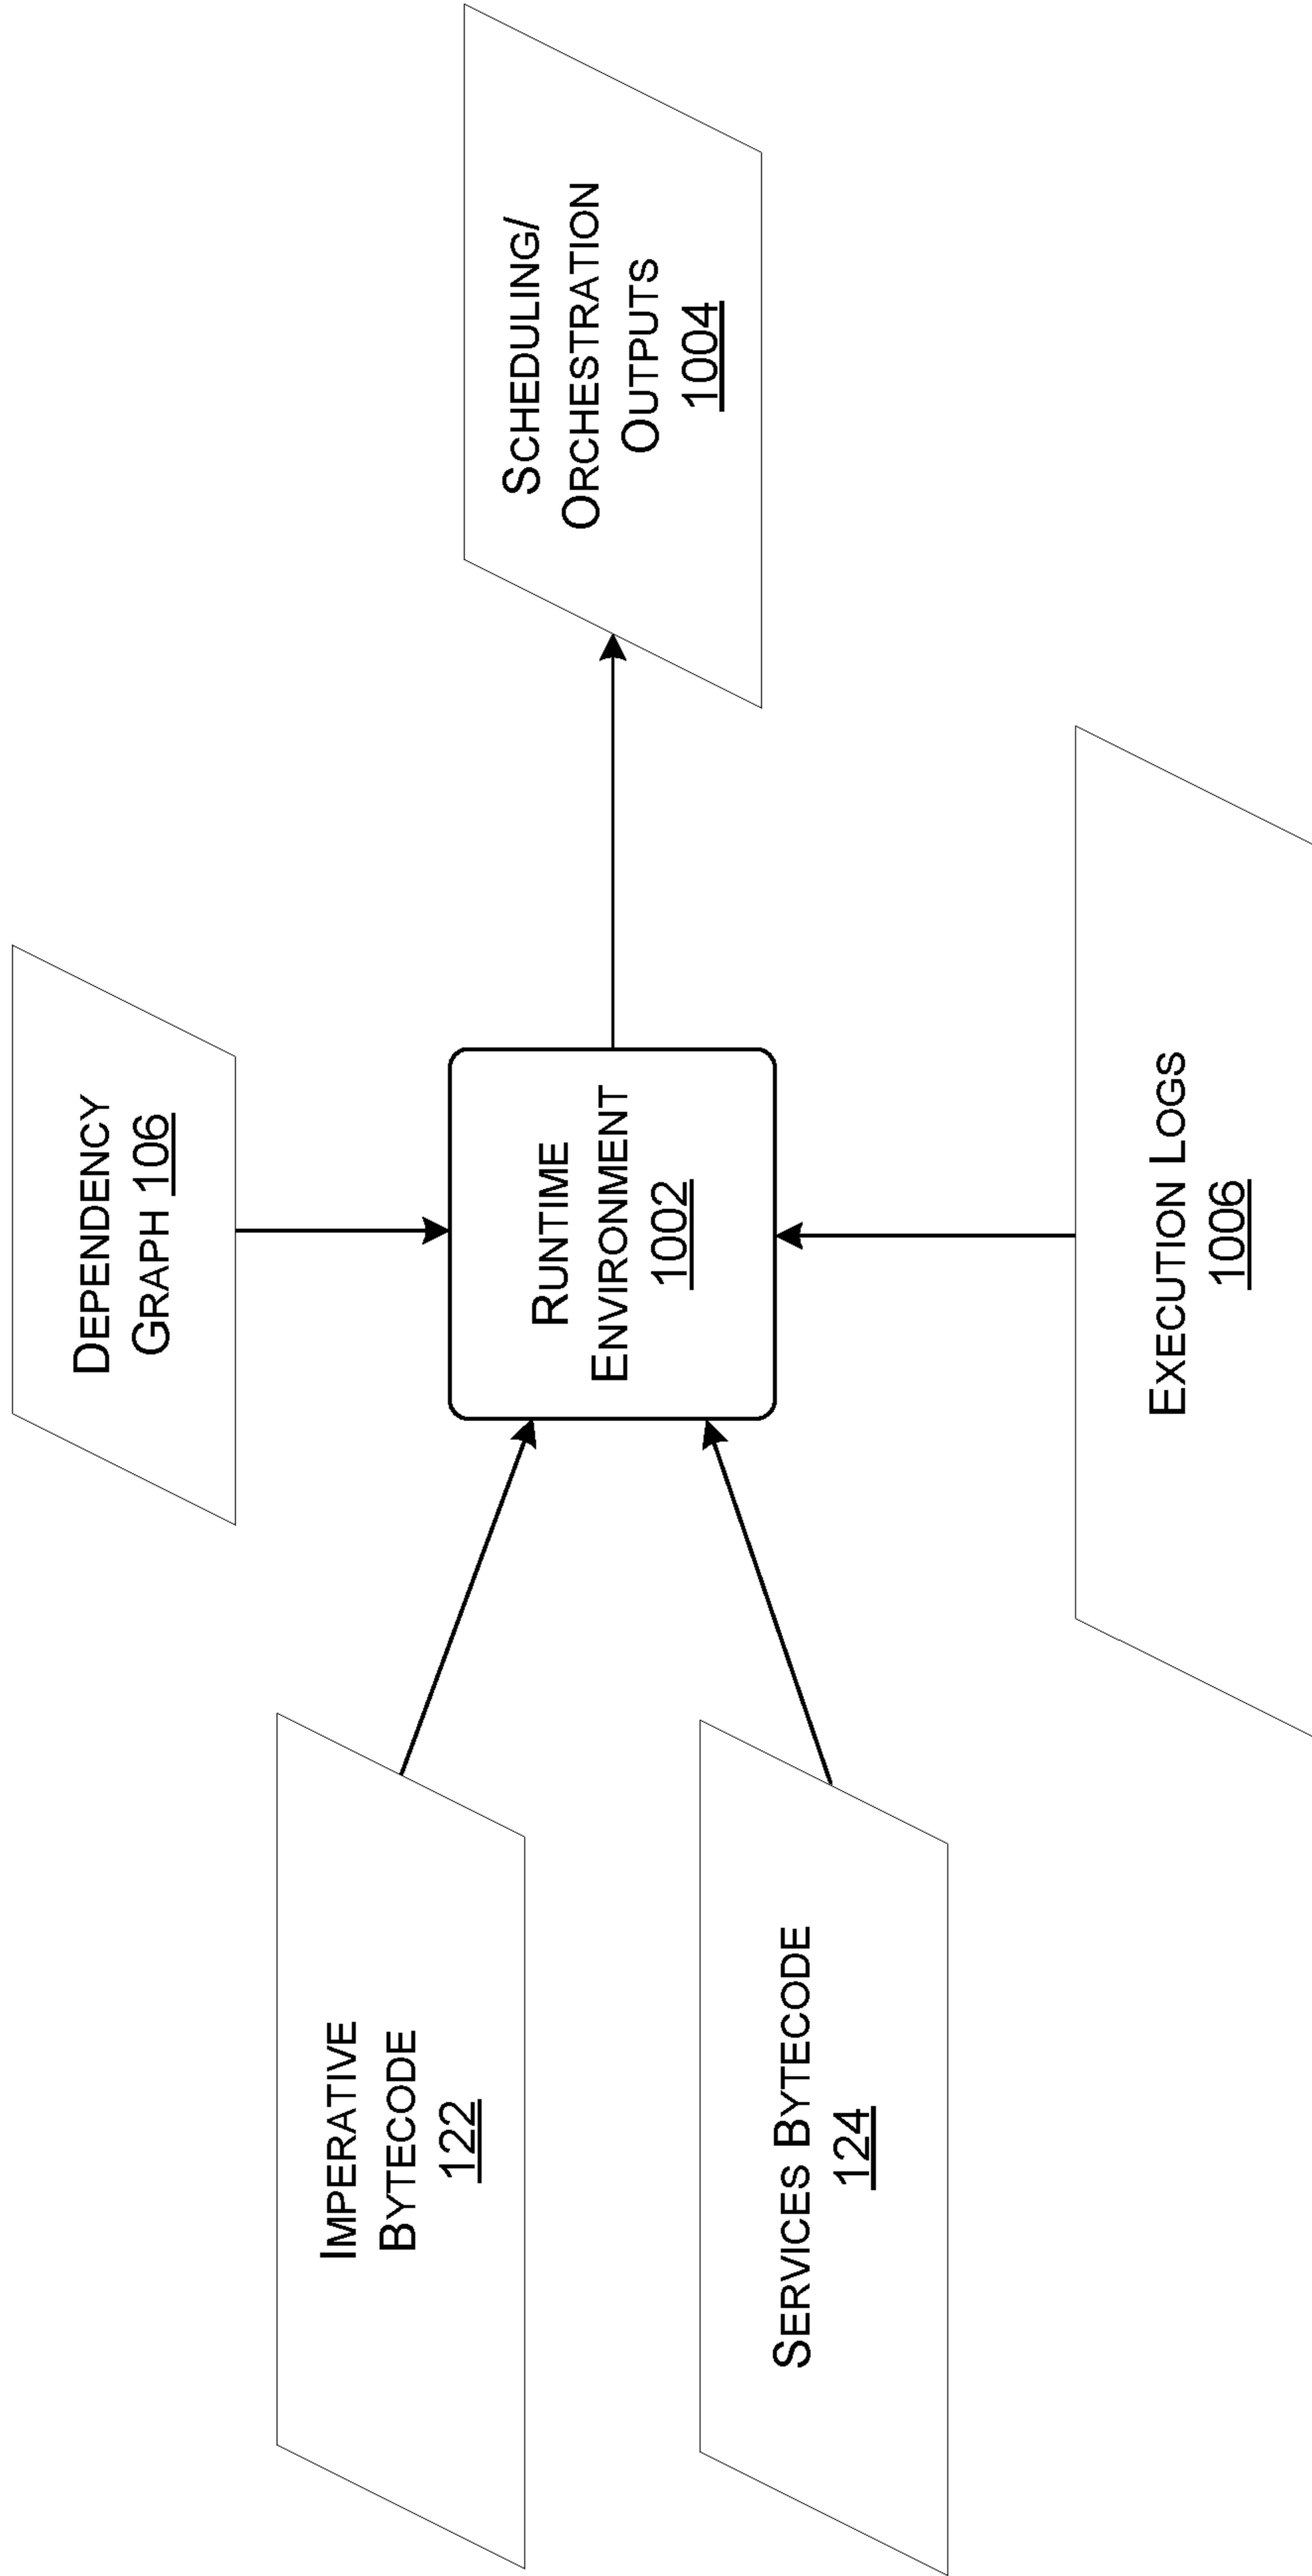 DEPENDENCY
GRAPH 106
IMPERATIVE
BYTECODE
122
RUNTIME
ENVIRONMENT
1002
SCHEDULING/
ORCHESTRATION
OUTPUTS
1004
SERVICES BYTECODE
124
EXECUTION LOGS
1006